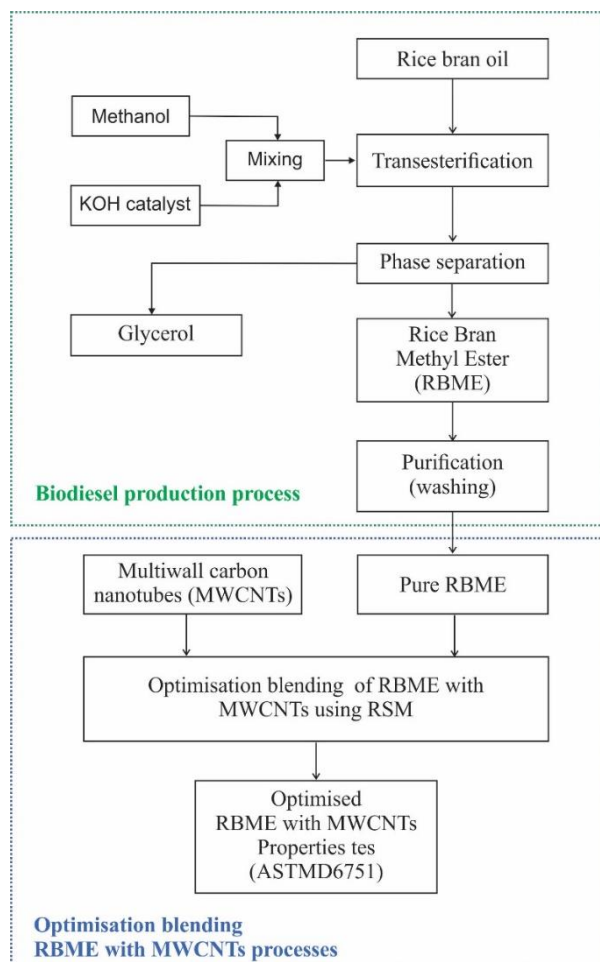 Rice bran oil
Methanol
Mixing
Transesterification
KOH catalyst
Phase separation
Glycerol
Rice Bran
Methyl Ester
(RBME)
Purification
(washing)
Biodiesel production process
Multiwall carbon
nanotubes (MWCNTs)
Pure RBME
Optimisation blending of RBME with
MWCNTs using RSM
Optimised
RBME with MWCNTs
Properties tes
(ASTMD6751)
Optimisation blending
RBME with MWCNTs processes